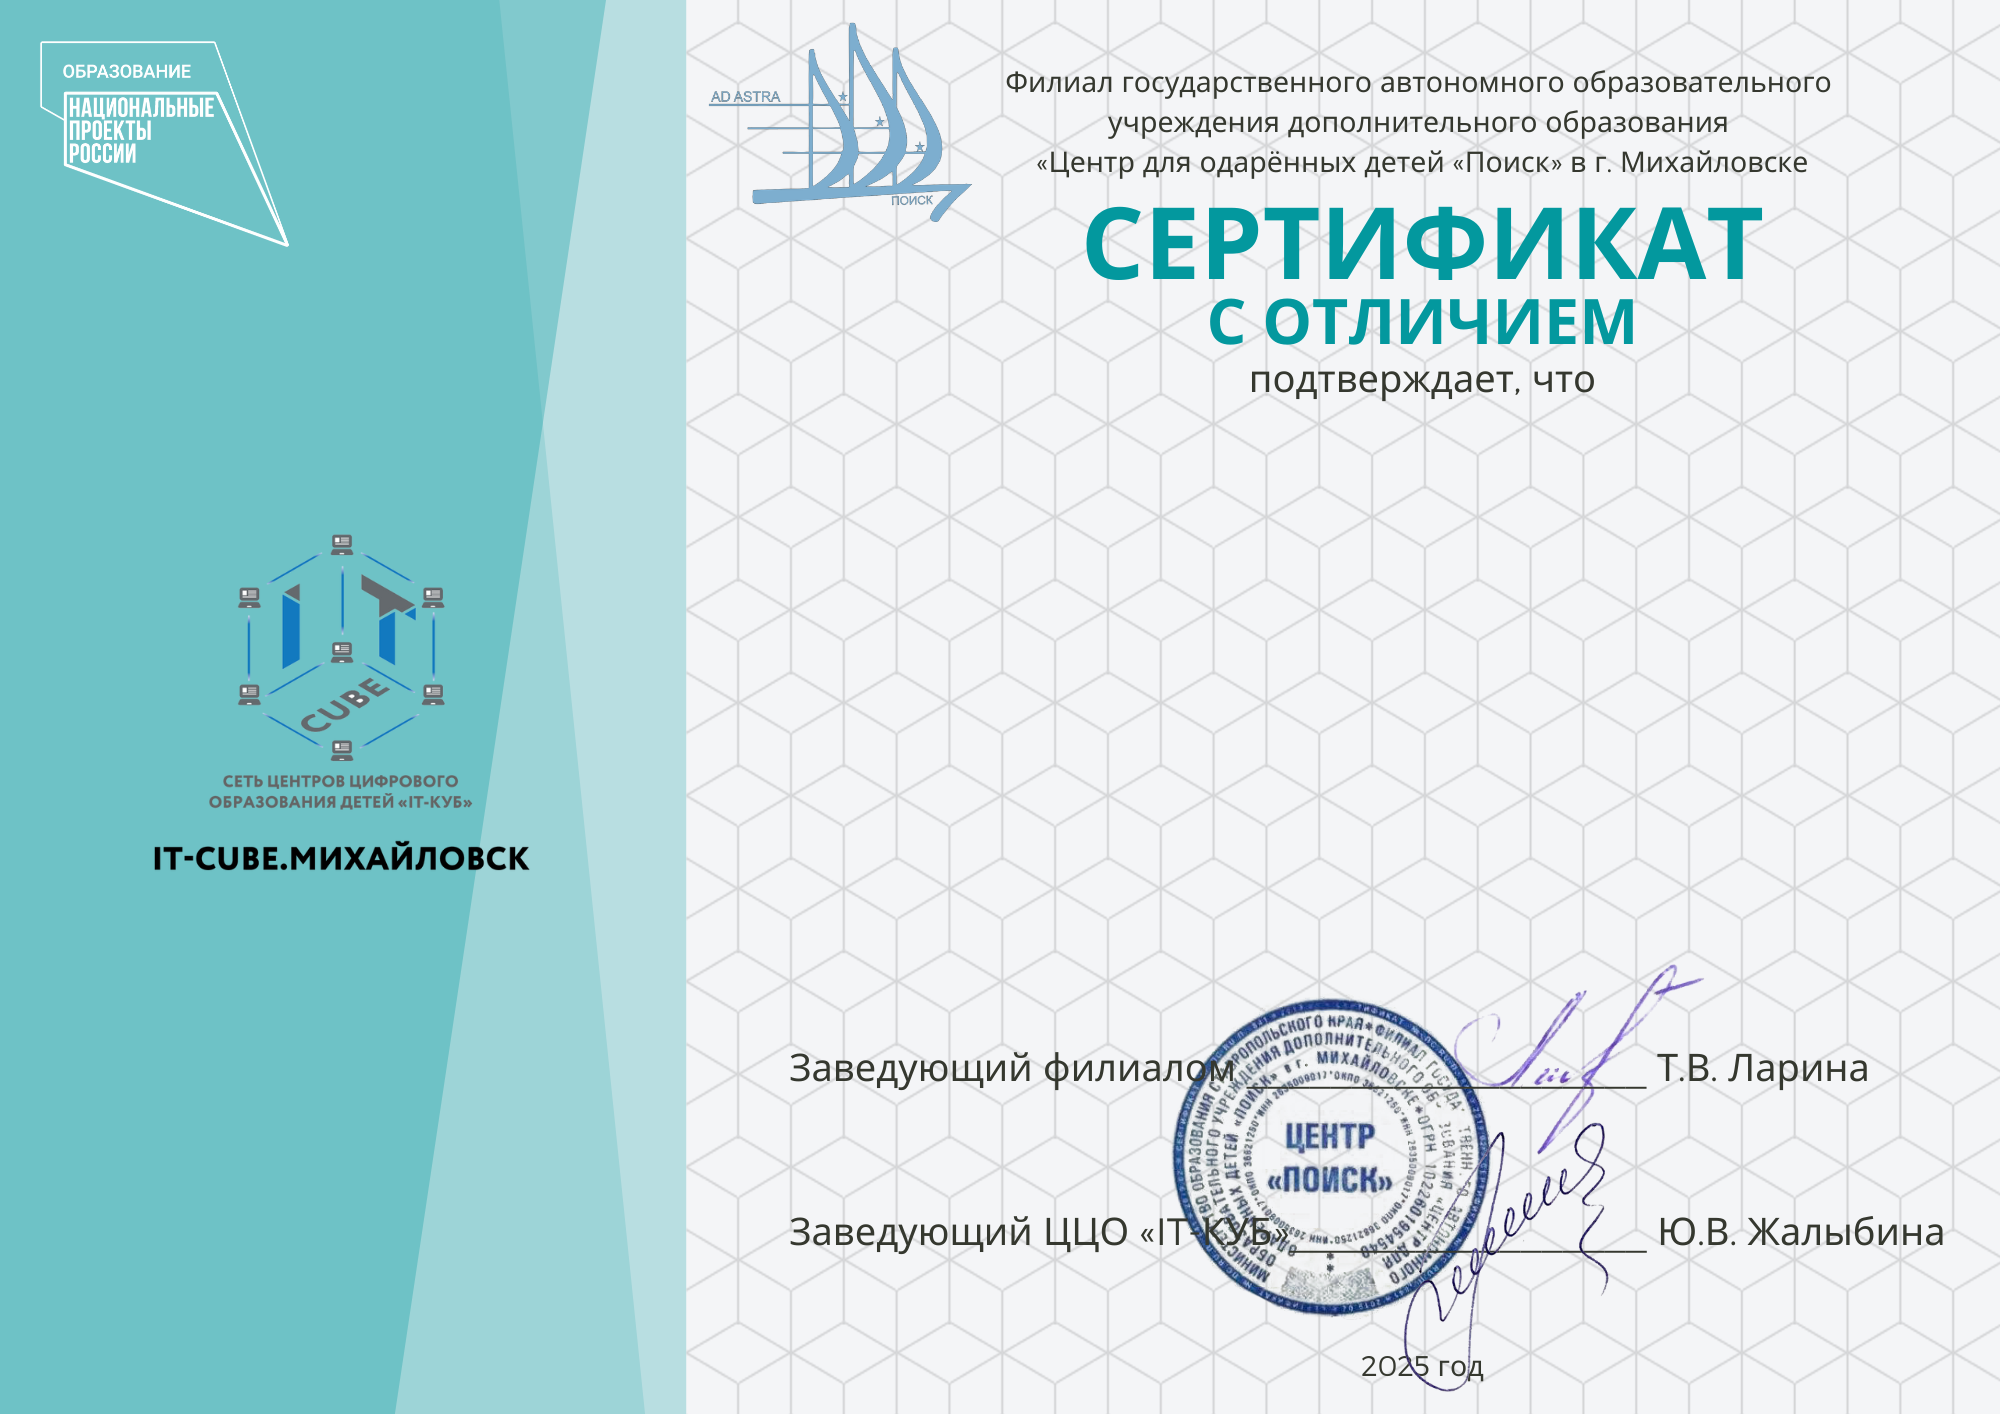 ОБРАЗОВАНИЕ
НАЦИОНАЛЬНЫЕ
ПРОЕКТЫ
РОССИИ
AD ASTRA
ПОИСК
Филиал государственного автономного образовательного
учреждения дополнительного образования
«Центр для одарённых детей «Поиск» в г. Михайловске
СЕРТИФИКАТ
С ОТЛИЧИЕМ
подтверждает, что
IT
CUBE
СЕТЬ ЦЕНТРОВ ЦИФРОВОГО
ОБРАЗОВАНИЯ ДЕТЕЙ «IT-КУБ»
IT-CUBE.МИХАЙЛОВСК
Заведующий филиалом Т.В. Ларина
ЦЕНТР
«ПОИСК»
Заведующий ЦЦО «IT-КУБ» Ю.В. Жалыбина
2025 год